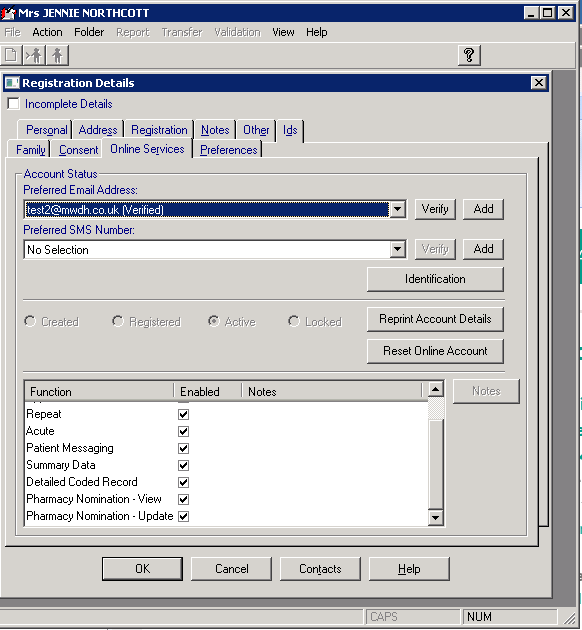 Mrs JENNIE NORTHCOTT
File Action Folder Report Transfer Validation View Help
?
Registration Details
Incomplete Details
Personal Address Registration Notes Other Ids
Family Consent Online Services Preferences
Account Status
Preferred Email Address:
test2@mwdh.co.uk (Verified) Verify Add
Preferred SMS Number:
No Selection Verify Add
Identification
Created Registered Active Locked Reprint Account Details
Reset Online Account
Function Enabled Notes Notes
Repeat
Acute
Patient Messaging
Summary Data
Detailed Coded Record
Pharmacy Nomination - View
Pharmacy Nomination - Update
OK Cancel Contacts Help
CAPS NUM